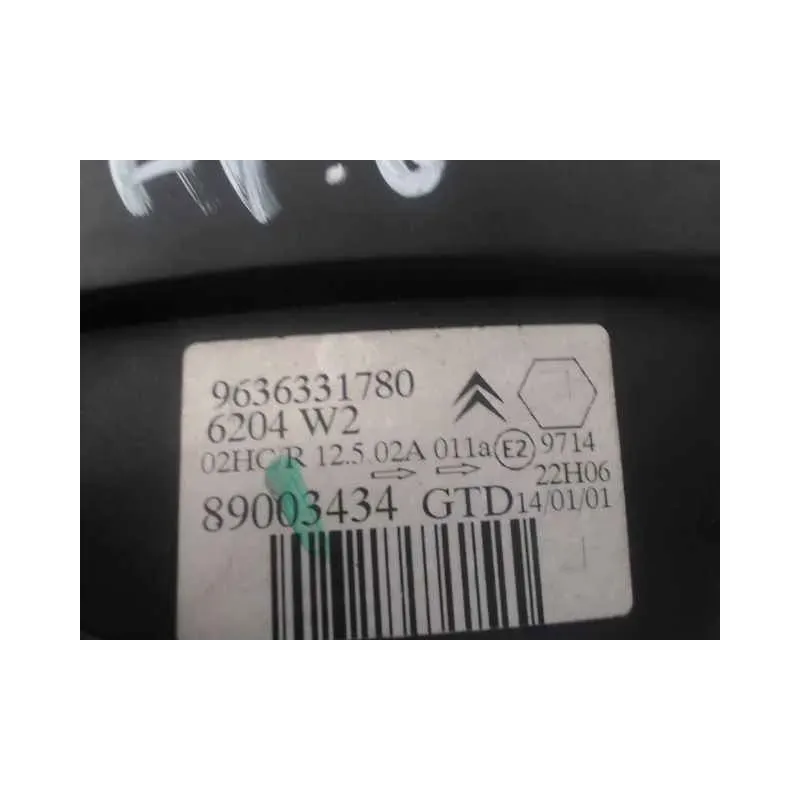 9636331780
6204 W2
02HC/R 12.5.02A 011a E2 9714
22H06
89003434 GTD 14/01/01